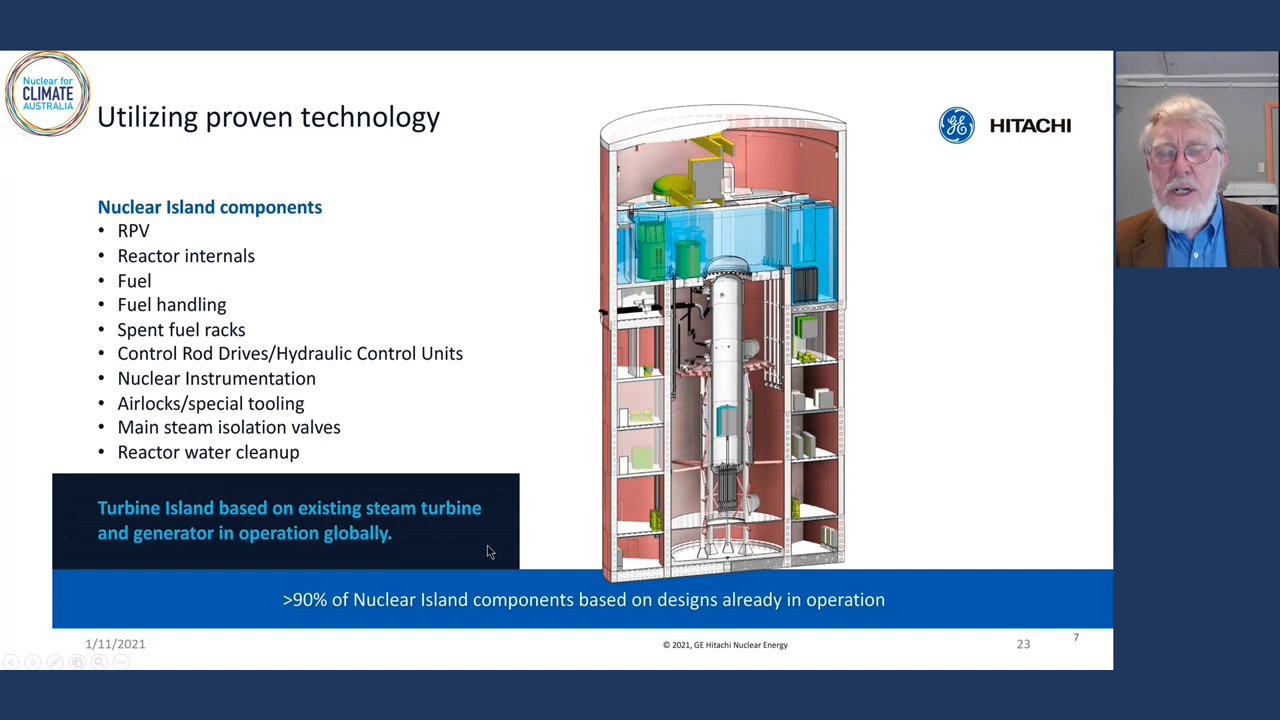 Nuclear for
CLIMATE
AUSTRALIA
Utilizing proven technology
GE
HITACHI
Nuclear Island components
• RPV
• Reactor internals
• Fuel
• Fuel handling
• Spent fuel racks
• Control Rod Drives/Hydraulic Control Units
• Nuclear Instrumentation
• Airlocks/special tooling
• Main steam isolation valves
• Reactor water cleanup
Turbine Island based on existing steam turbine
and generator in operation globally.
>90% of Nuclear Island components based on designs already in operation
1/11/2021
© 2021, GE Hitachi Nuclear Energy
23
7